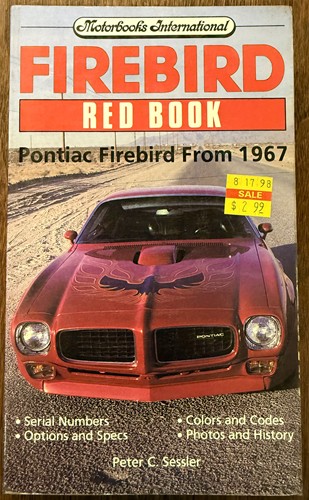 Motorbooks International
FIREBIRD
RED BOOK
Pontiac Firebird From 1967
8 17-98
SALE
$ 2.99
PONTIAC
• Serial Numbers
• Options and Specs
• Colors and Codes
• Photos and History
Peter C. Sessler